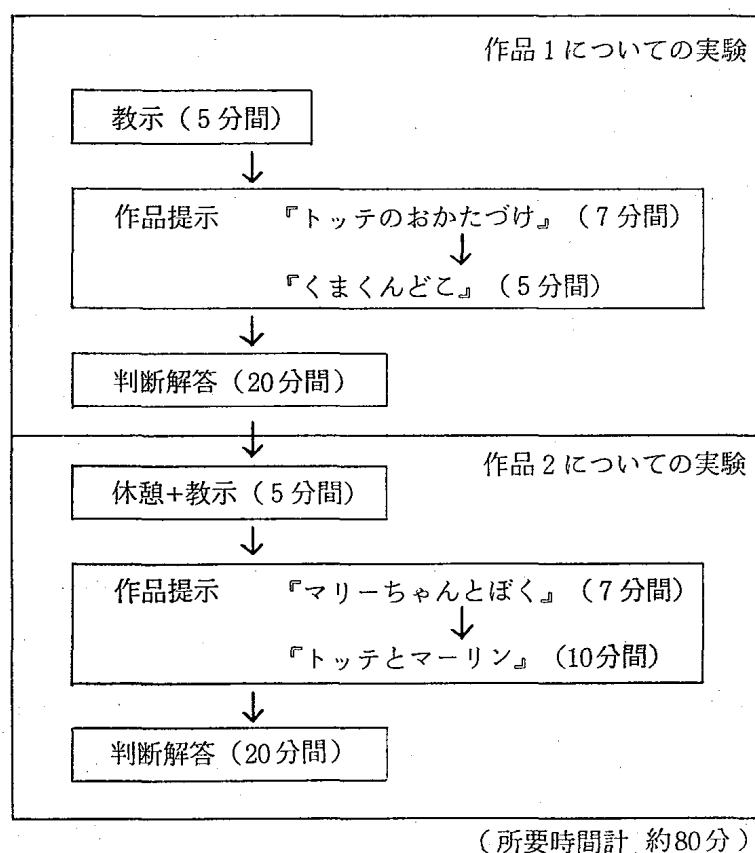 作品1についての実験
教示(5分間)
↓
作品提示 『トッテのおかたづけ』(7分間)
↓
『くまくんどこ』(5分間)
↓
判断解答(20分間)
↓
作品2についての実験
休憩+教示(5分間)
↓
作品提示 『マリーちゃんとぼく』(7分間)
↓
『トッテとマーリン』(10分間)
↓
判断解答(20分間)
(所要時間計 約80分)